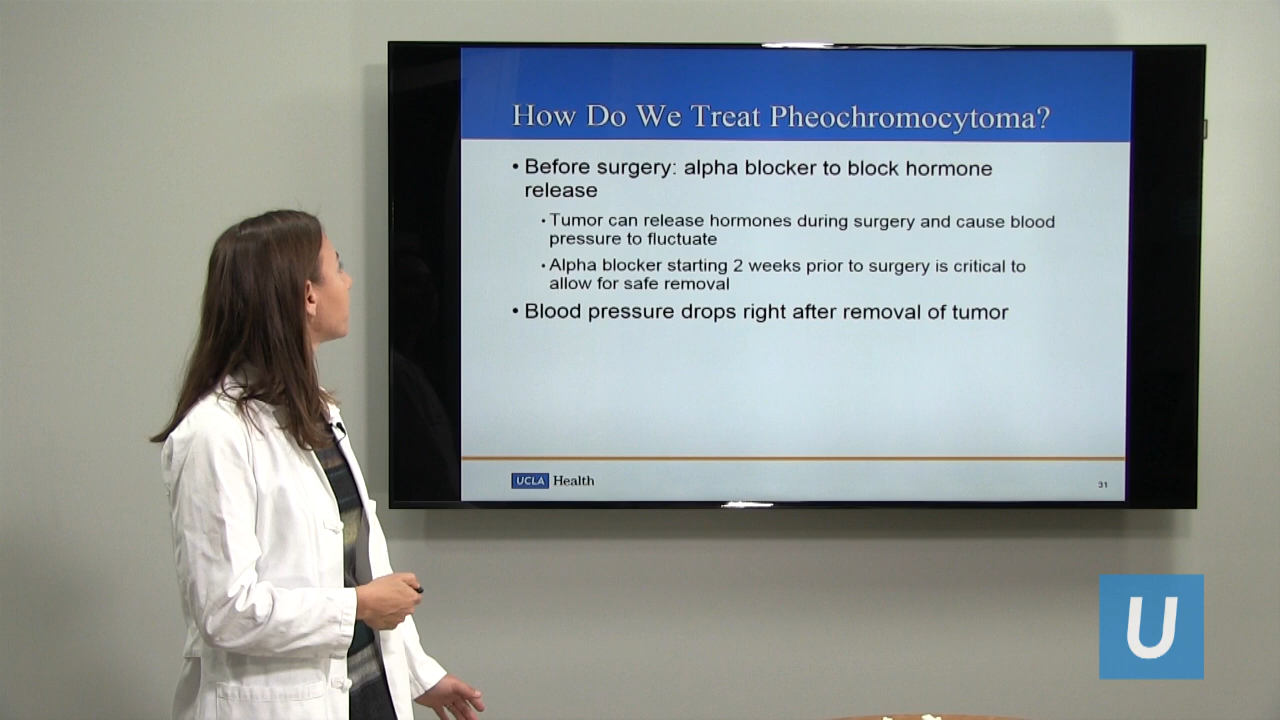 How Do We Treat Pheochromocytoma?
• Before surgery: alpha blocker to block hormone
release
• Tumor can release hormones during surgery and cause blood
pressure to fluctuate
• Alpha blocker starting 2 weeks prior to surgery is critical to
allow for safe removal
• Blood pressure drops right after removal of tumor
UCLA Health
31
U